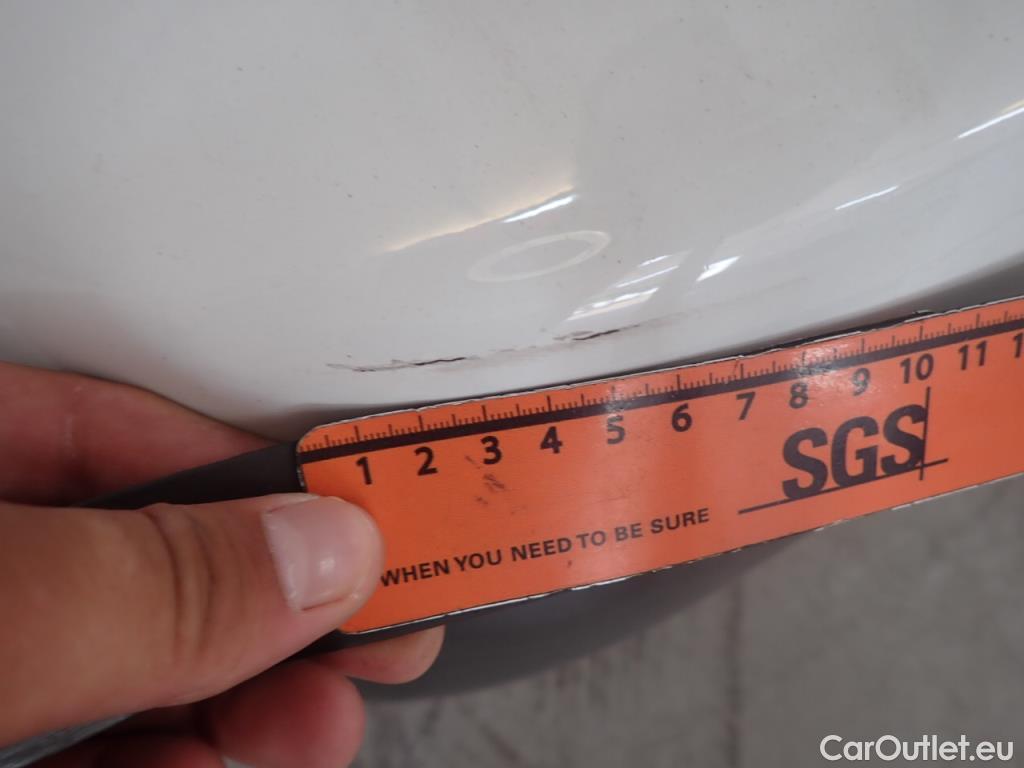 1 2 3 4 5 6 7 8 9 10 11
SGS
WHEN YOU NEED TO BE SURE
CarOutlet.eu